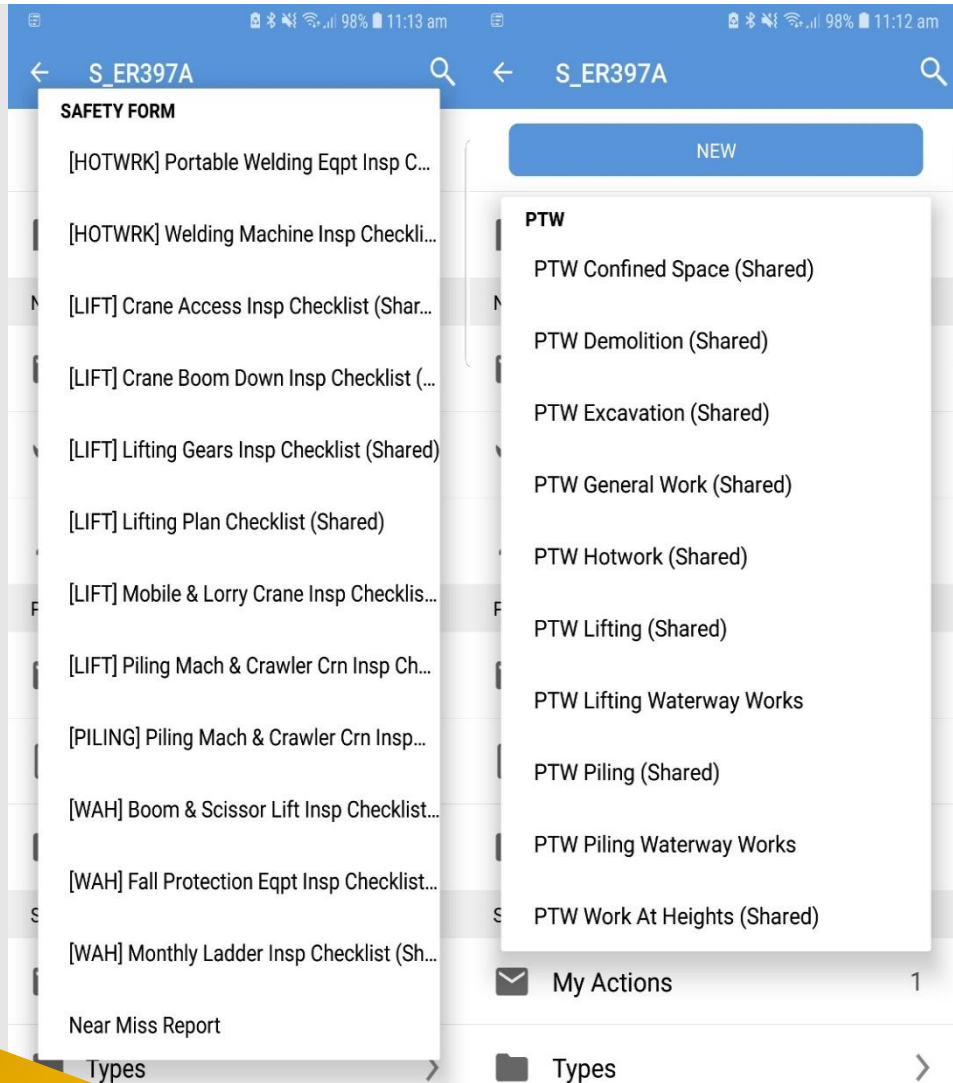 98% 11:13 am
S_ER397A
SAFETY FORM
[HOTWRK] Portable Welding Eqpt Insp C...
[HOTWRK] Welding Machine Insp Checkli...
[LIFT] Crane Access Insp Checklist (Shar...
[LIFT] Crane Boom Down Insp Checklist (...
[LIFT] Lifting Gears Insp Checklist (Shared)
[LIFT] Lifting Plan Checklist (Shared)
[LIFT] Mobile & Lorry Crane Insp Checklis...
[LIFT] Piling Mach & Crawler Crn Insp Ch...
[PILING] Piling Mach & Crawler Crn Insp...
[WAH] Boom & Scissor Lift Insp Checklist...
[WAH] Fall Protection Eqpt Insp Checklist...
[WAH] Monthly Ladder Insp Checklist (Sh...
Near Miss Report
Types
98% 11:12 am
S_ER397A
NEW
PTW
PTW Confined Space (Shared)
PTW Demolition (Shared)
PTW Excavation (Shared)
PTW General Work (Shared)
PTW Hotwork (Shared)
PTW Lifting (Shared)
PTW Lifting Waterway Works
PTW Piling (Shared)
PTW Piling Waterway Works
PTW Work At Heights (Shared)
My Actions 1
Types